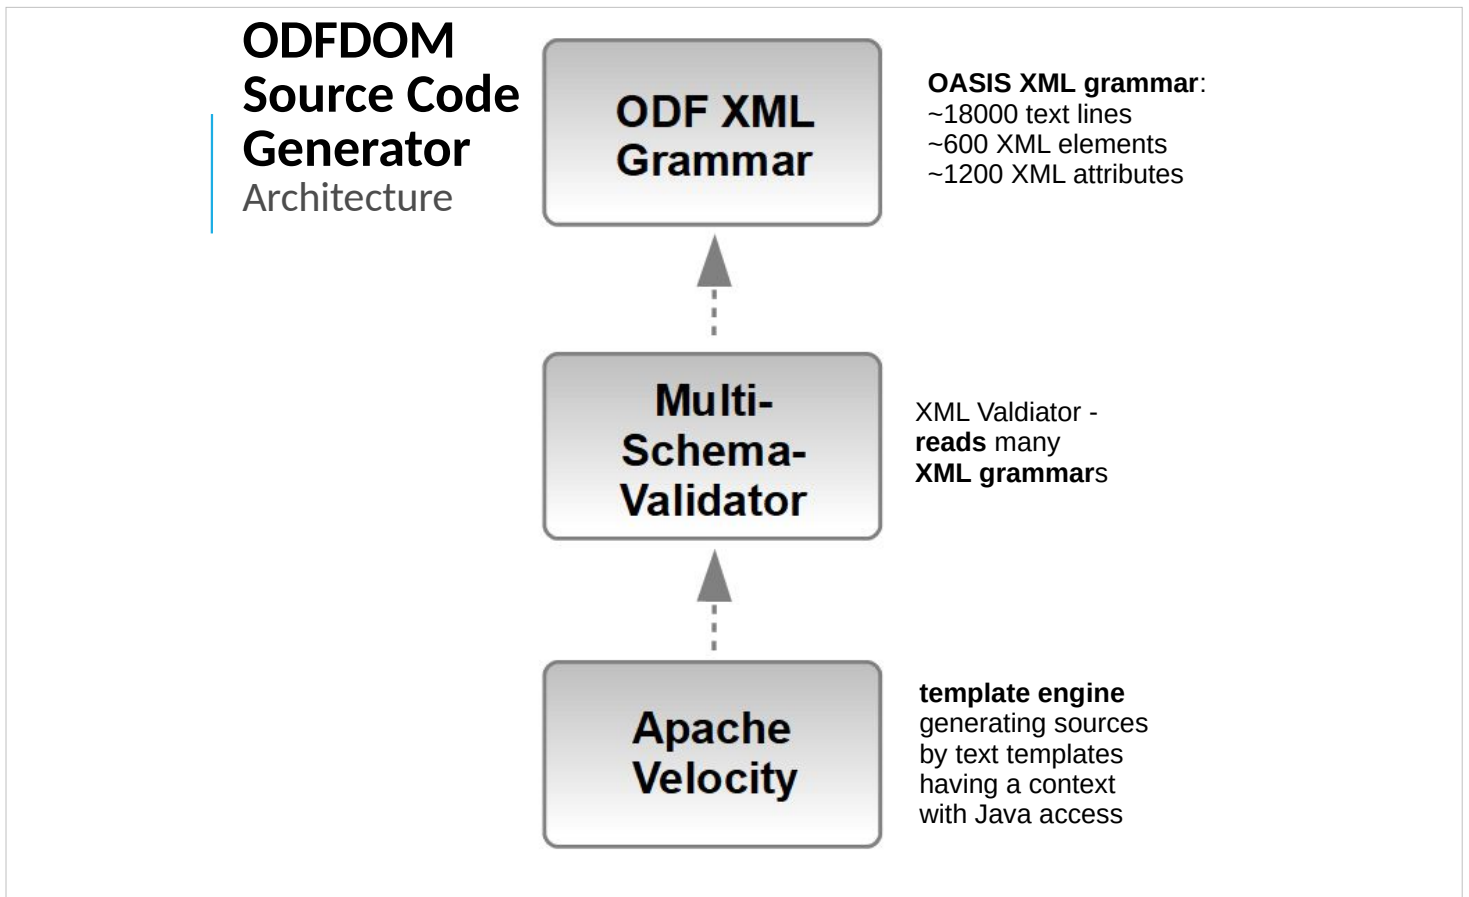 ODFDOM
Source Code
Generator
Architecture
ODF XML
Grammar
OASIS XML grammar:
~18000 text lines
~600 XML elements
~1200 XML attributes
Multi-
Schema-
Validator
XML Valdiator -
reads many
XML grammars
Apache
Velocity
template engine
generating sources
by text templates
having a context
with Java access